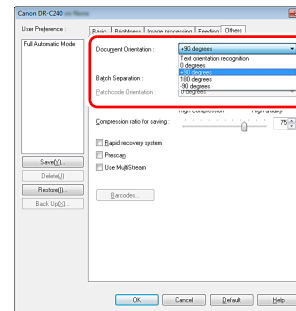 Canon DR-C240 on
User Preference :
Full Automatic Mode
Basic Brightness Image processing Feeding Others
Document Orientation :
+90 degrees
Text orientation recognition
0 degrees
+90 degrees
180 degrees
-90 degrees
Batch Separation :
Patchcode Orientation :
0 degrees
High Compression
Compression ratio for saving :
75
Rapid recovery system
Prescan
Use MultiStream
Barcodes...
Save(Y)...
Delete(J)
Restore(I)...
Back Up(X)...
OK Cancel Default Help